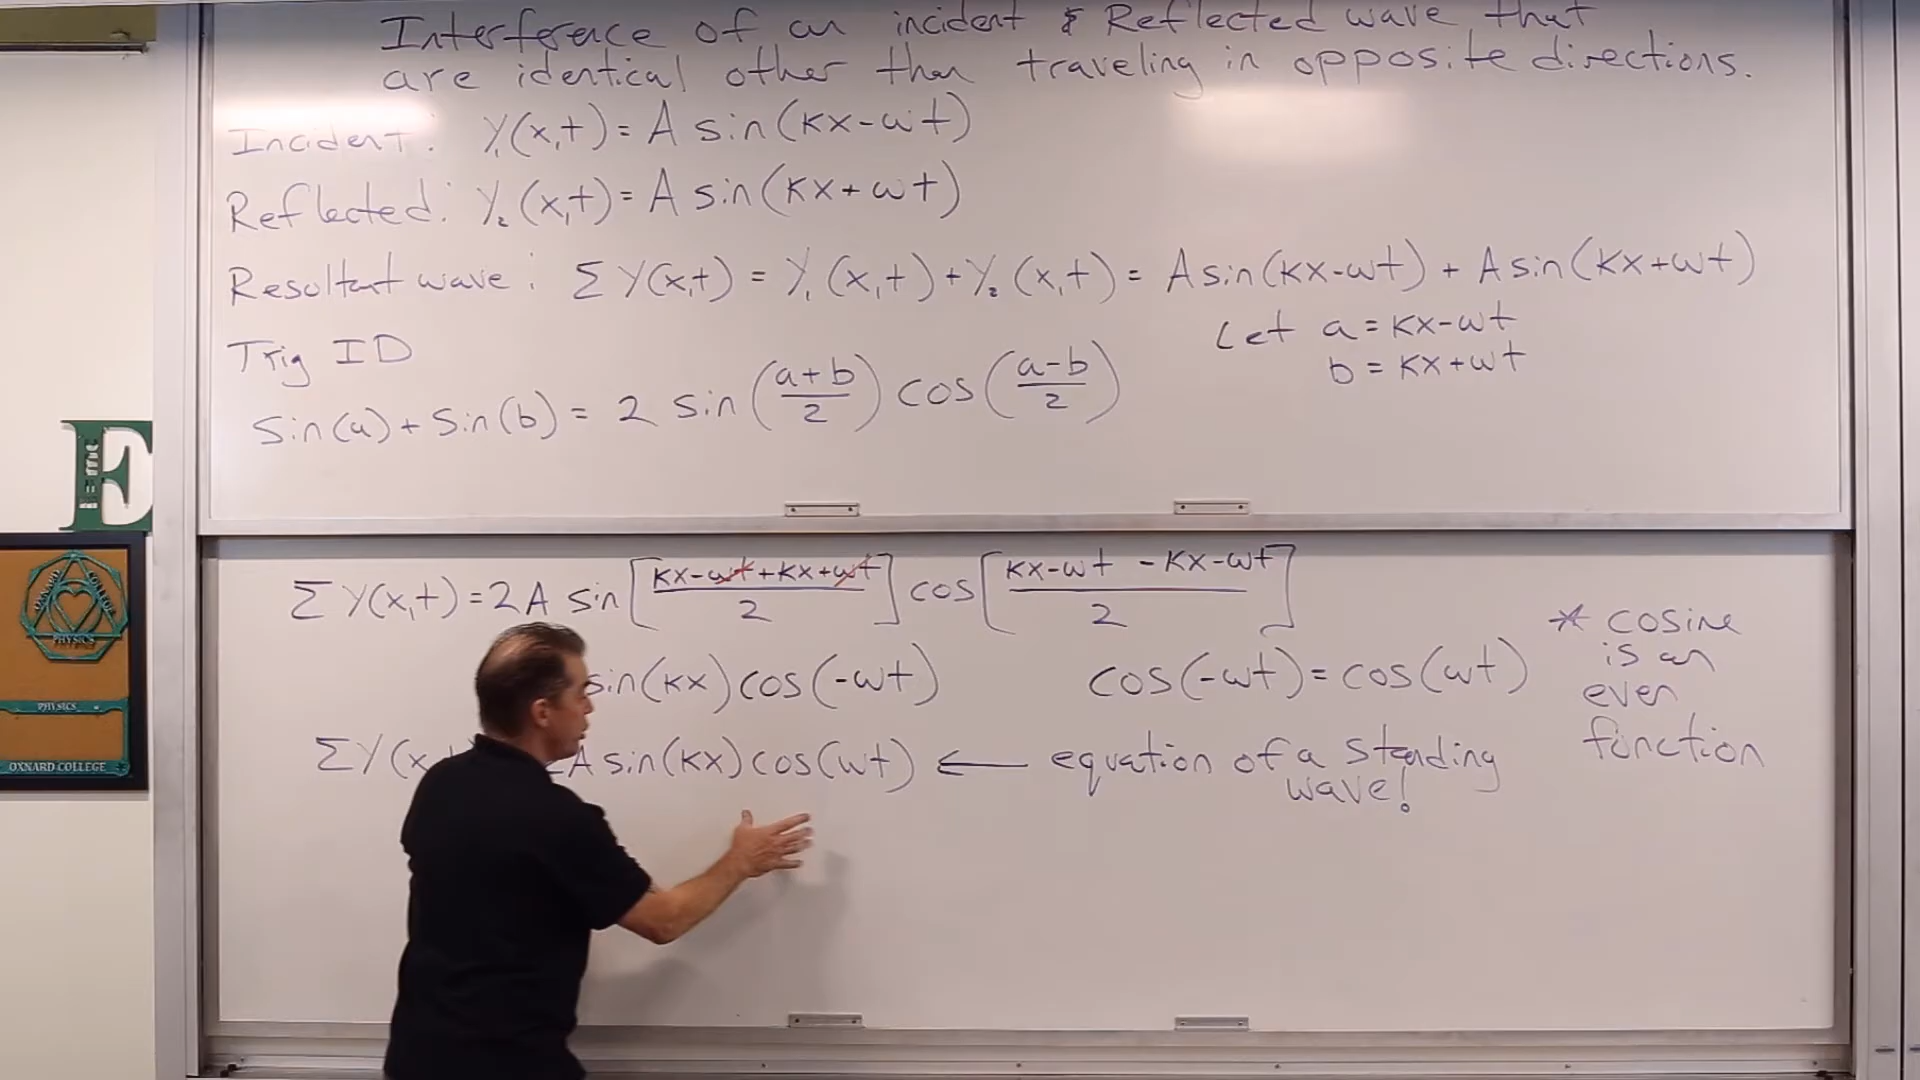 Interference of an incident & Reflected wave that
are identical other than traveling in opposite directions.
Incident: y₁(x,t) = A sin(kx-ωt)
Reflected: y₂(x,t) = A sin(kx+ωt)
Resultant wave: Σ y(x,t) = y₁(x,t) + y₂(x,t) = A sin(kx-ωt) + A sin(kx+ωt)
Let a = kx-ωt
b = kx+ωt
Trig ID
sin(a) + sin(b) = 2 sin((a+b)/2) cos((a-b)/2)
Σ y(x,t) = 2A sin[(kx-ωt+kx+ωt)/2] cos[(kx-ωt -kx-ωt)/2]
sin(kx) cos(-ωt) cos(-ωt) = cos(ωt)
* cosine
is an
even
function
Σ y(x A sin(kx) cos(ωt) ← equation of a standing
wave!
E
OXNARD COLLEGE
PHYSICS
PHYSICS
OXNARD COLLEGE